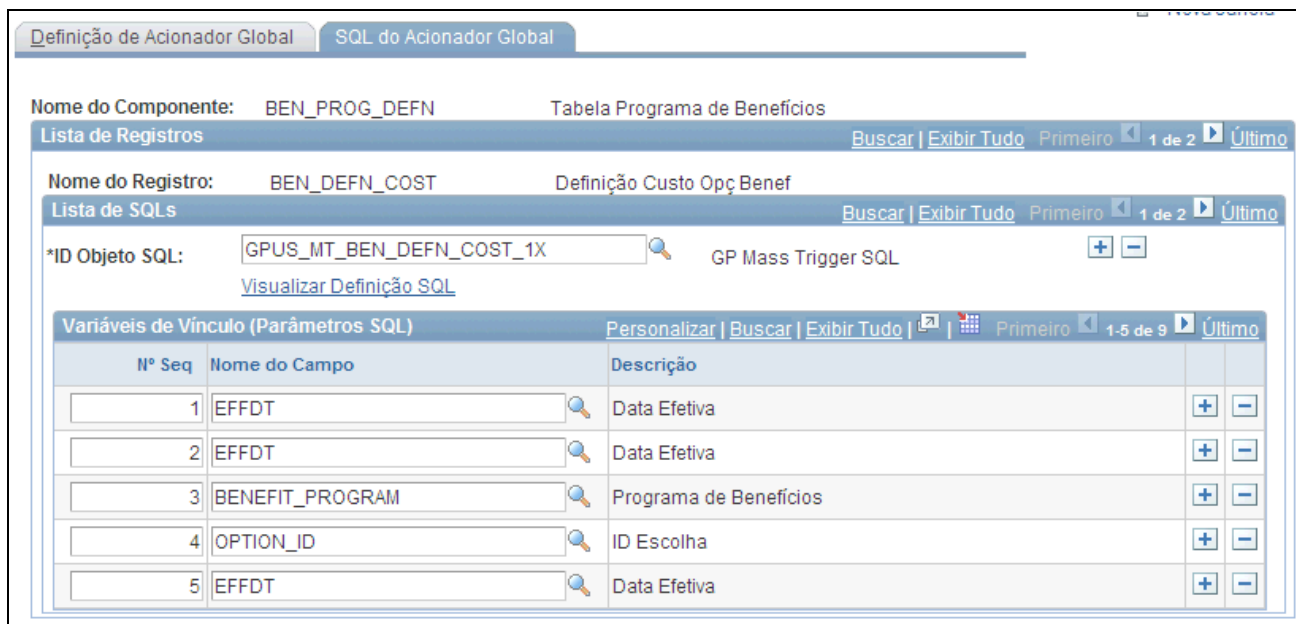 Definição de Acionador Global SQL do Acionador Global
Nome do Componente: BEN_PROG_DEFN Tabela Programa de Benefícios
Lista de Registros Buscar | Exibir Tudo Primeiro 1 de 2 Último
Nome do Registro: BEN_DEFN_COST Definição Custo Opç Benef
Lista de SQLs Buscar | Exibir Tudo Primeiro 1 de 2 Último
*ID Objeto SQL: GPUS_MT_BEN_DEFN_COST_1X GP Mass Trigger SQL
Visualizar Definição SQL
Variáveis de Vínculo (Parâmetros SQL) Personalizar | Buscar | Exibir Tudo | | Primeiro 1-5 de 9 Último
Nº Seq Nome do Campo Descrição
1 EFFDT Data Efetiva
2 EFFDT Data Efetiva
3 BENEFIT_PROGRAM Programa de Benefícios
4 OPTION_ID ID Escolha
5 EFFDT Data Efetiva